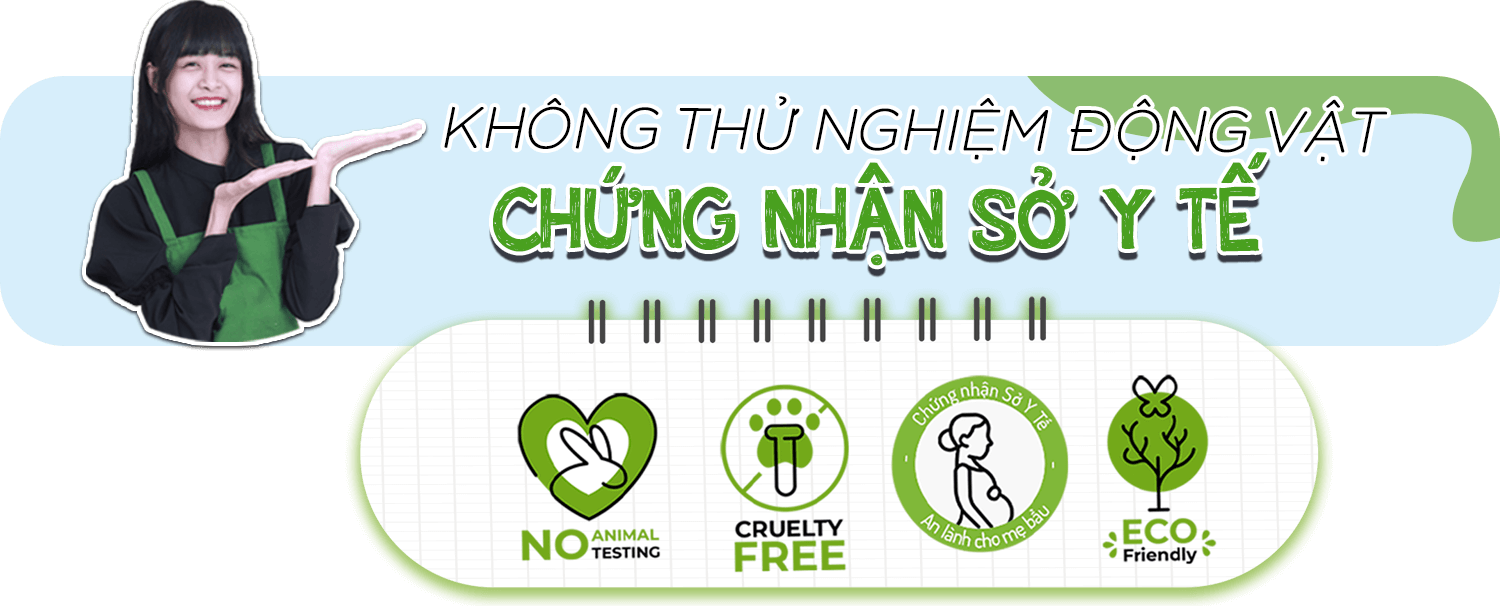 KHÔNG THỬ NGHIỆM ĐỘNG VẬT
CHỨNG NHẬN SỞ Y TẾ
NO ANIMAL
TESTING
CRUELTY
FREE
Chứng nhận Sở Y Tế
An lành cho mẹ bầu
ECO
Friendly